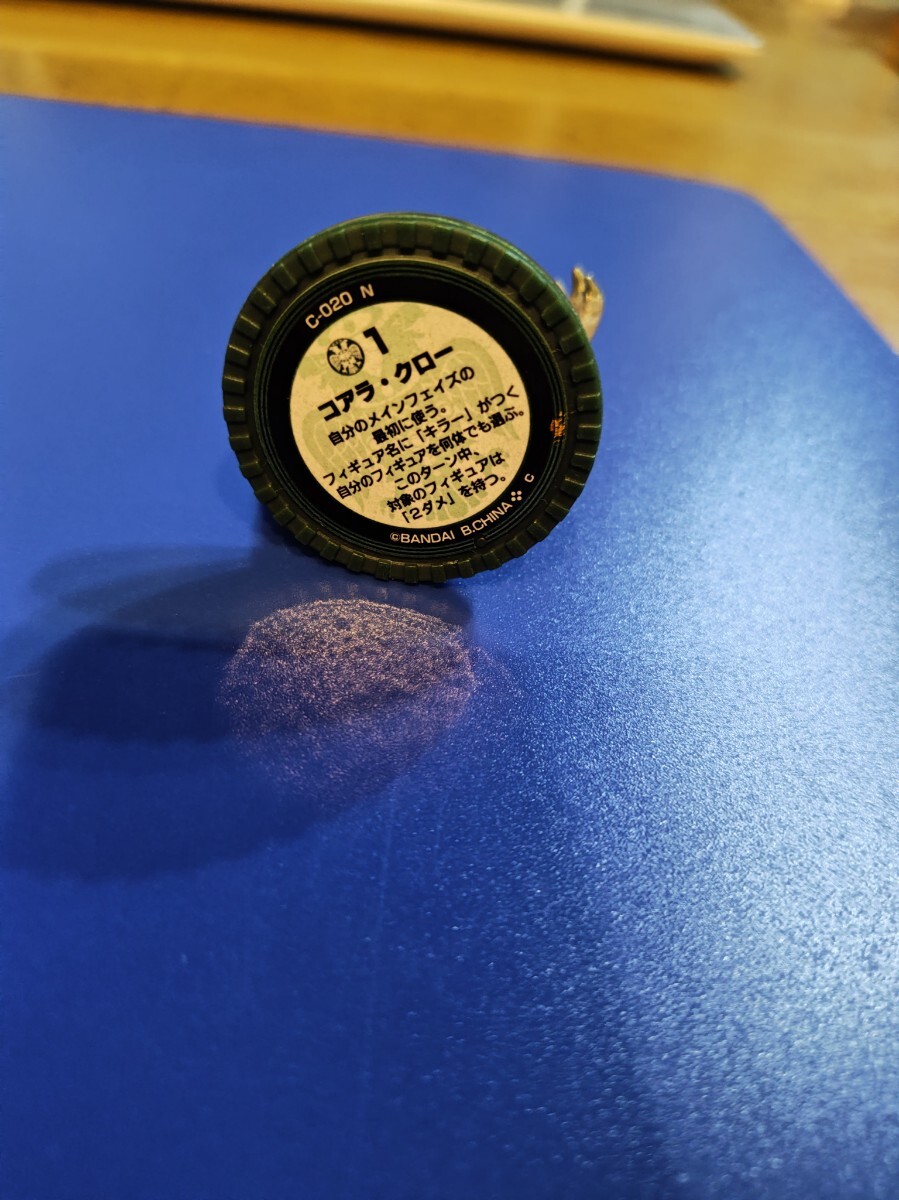 C-020 N
1
コアラ・クロー
自分のメインフェイズの
最初に使う。
フィギュア名に「キラー」がつく
自分のフィギュアを何体でも選ぶ。
このターン中、
対象のフィギュアは
「2ダメ」を持つ。
©BANDAI B.CHINA C